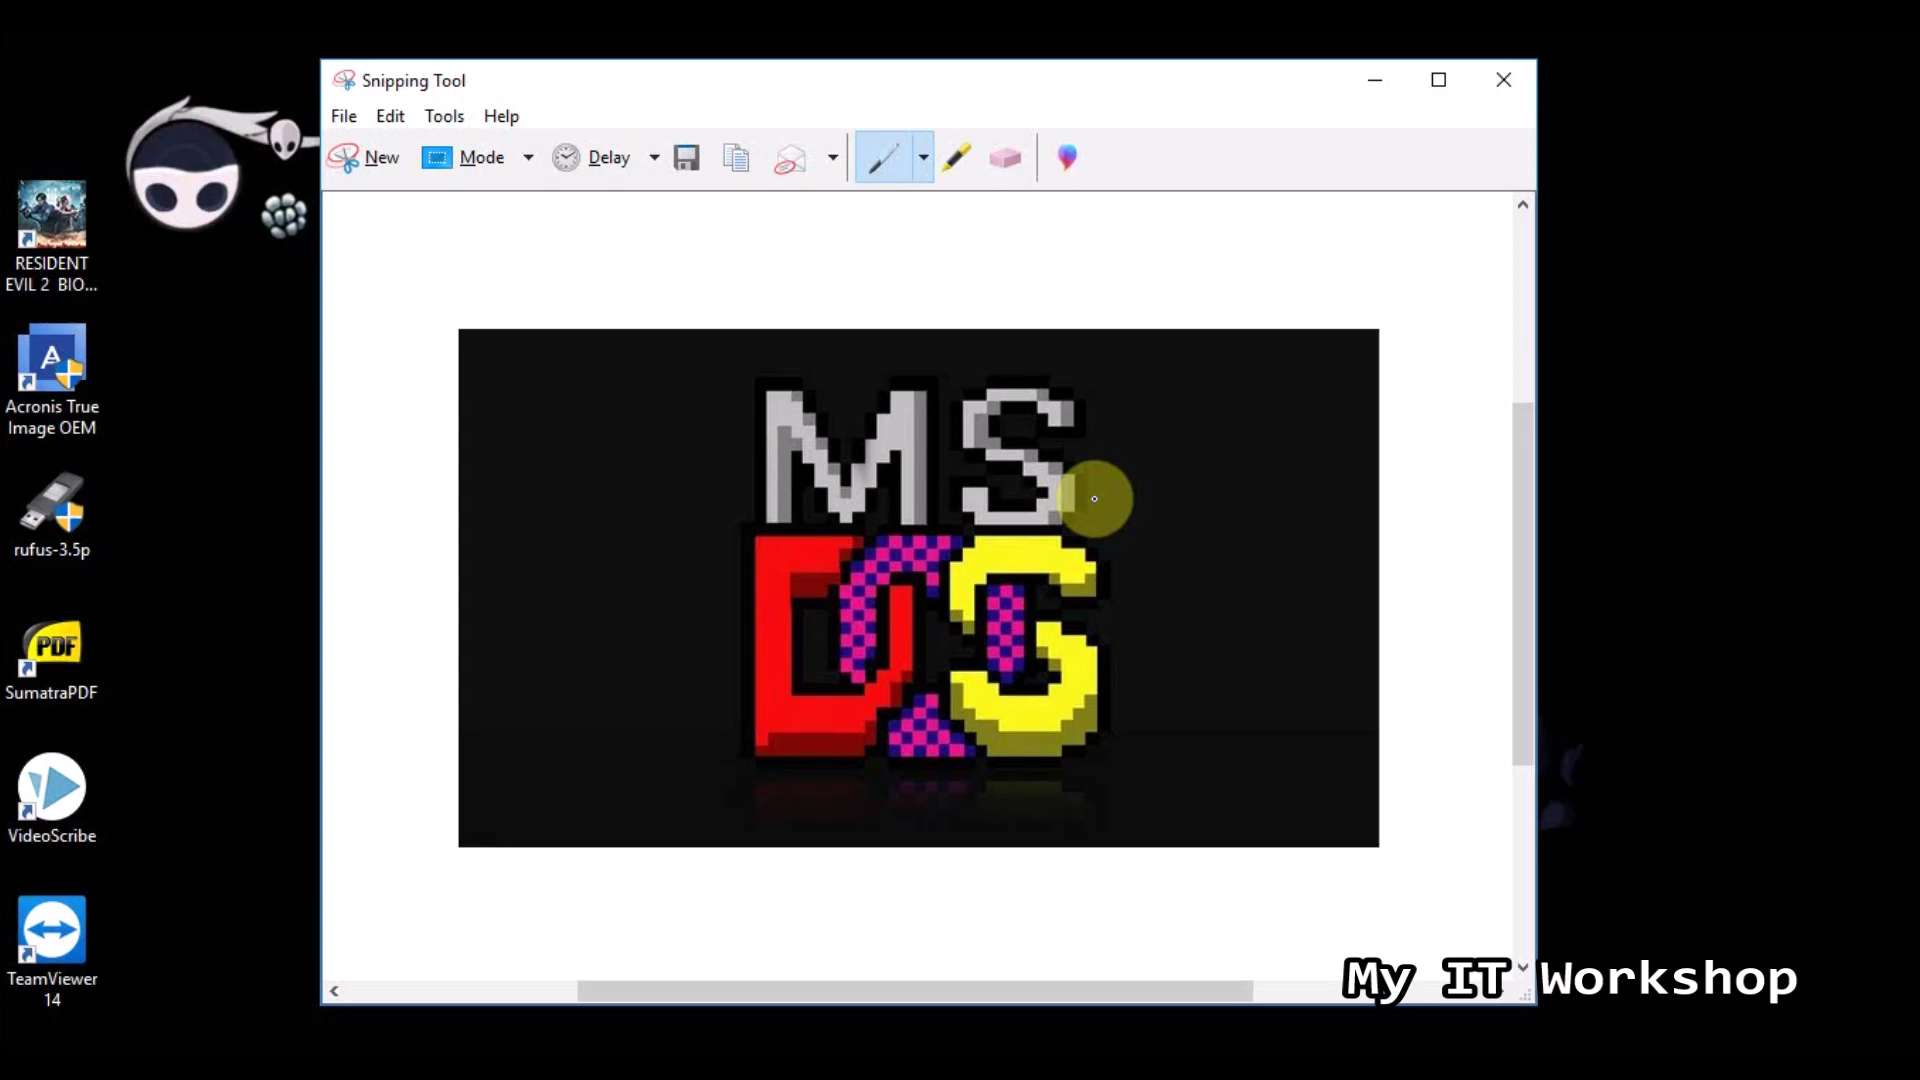 Snipping Tool
File Edit Tools Help
New Mode Delay
RESIDENT
EVIL 2 BIO...
Acronis True
Image OEM
rufus-3.5p
PDF
SumatraPDF
VideoScribe
TeamViewer
14
MS
DOS
My IT Workshop